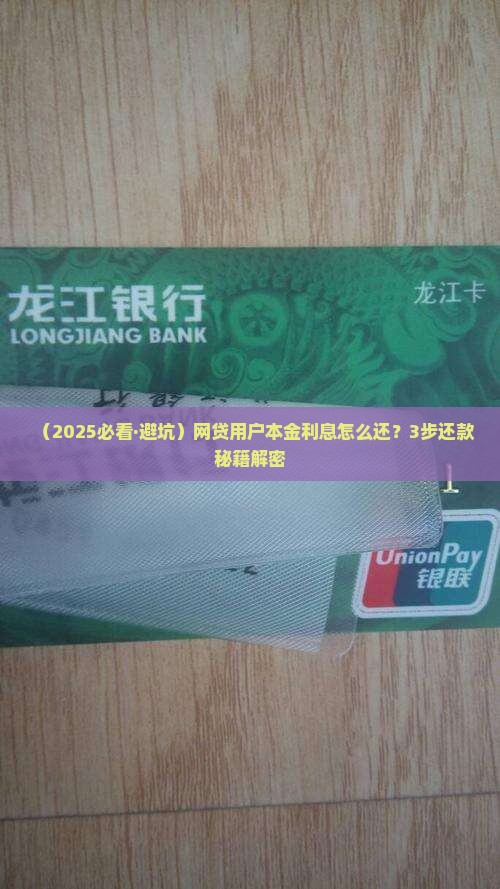 龙江银行
LONGJIANG BANK
龙江卡
（2025必看·避坑）网贷用户本金利息怎么还？3步还款
秘籍解密
UnionPay
银联